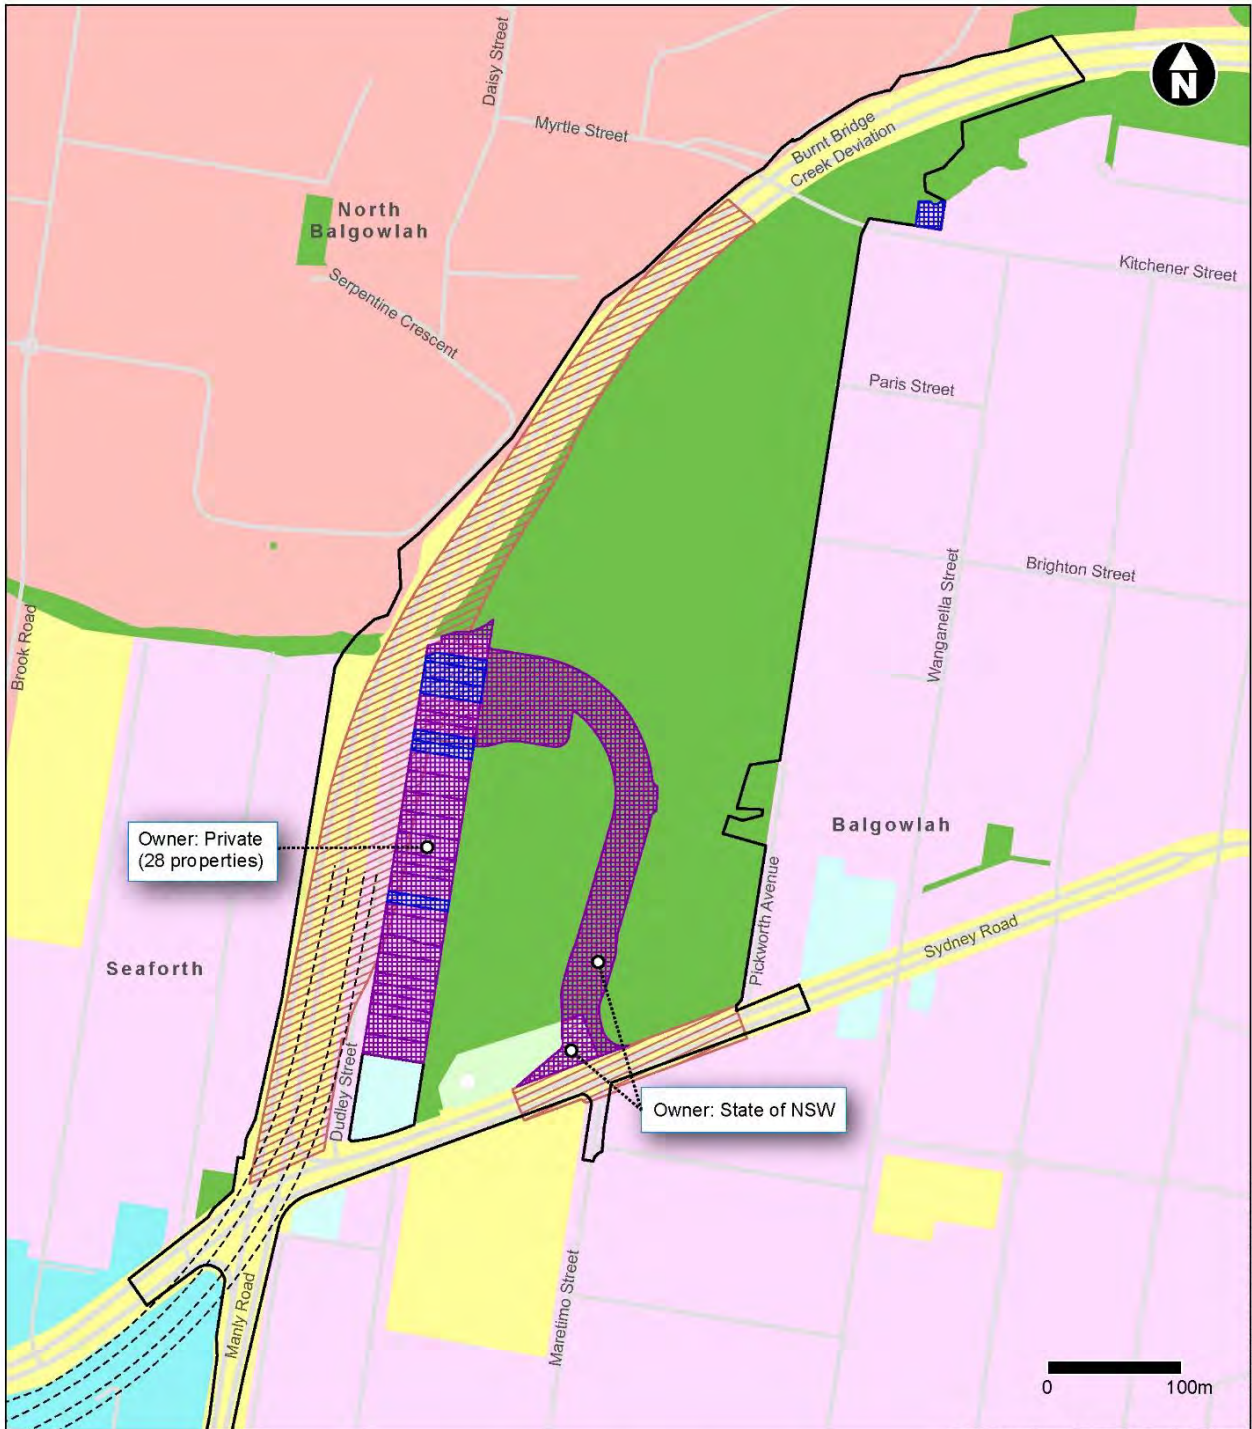 Daisy Street
N
Myrtle Street
Burnt Bridge
Creek Deviation
North
Balgowlah
Serpentine Crescent
Kitchener Street
Paris Street
Brook Road
Wanganella Street
Brighton Street
Owner: Private
(28 properties)
Balgowlah
Seaforth
Pickworth Avenue
Sydney Road
Dudley Street
Owner: State of NSW
Manly Road
Maretimo Street
0 100m